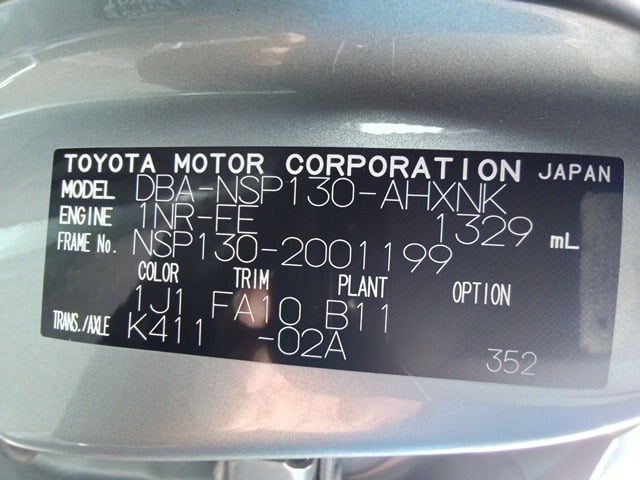 TOYOTA MOTOR CORPORATION JAPAN
MODEL DBA-NSP130-AHXNK
ENGINE 1NR-FE 1329 mL
FRAME No. NSP130-2001199
COLOR TRIM PLANT OPTION
1J1 FA10 B11
TRANS./AXLE K411 -02A
352